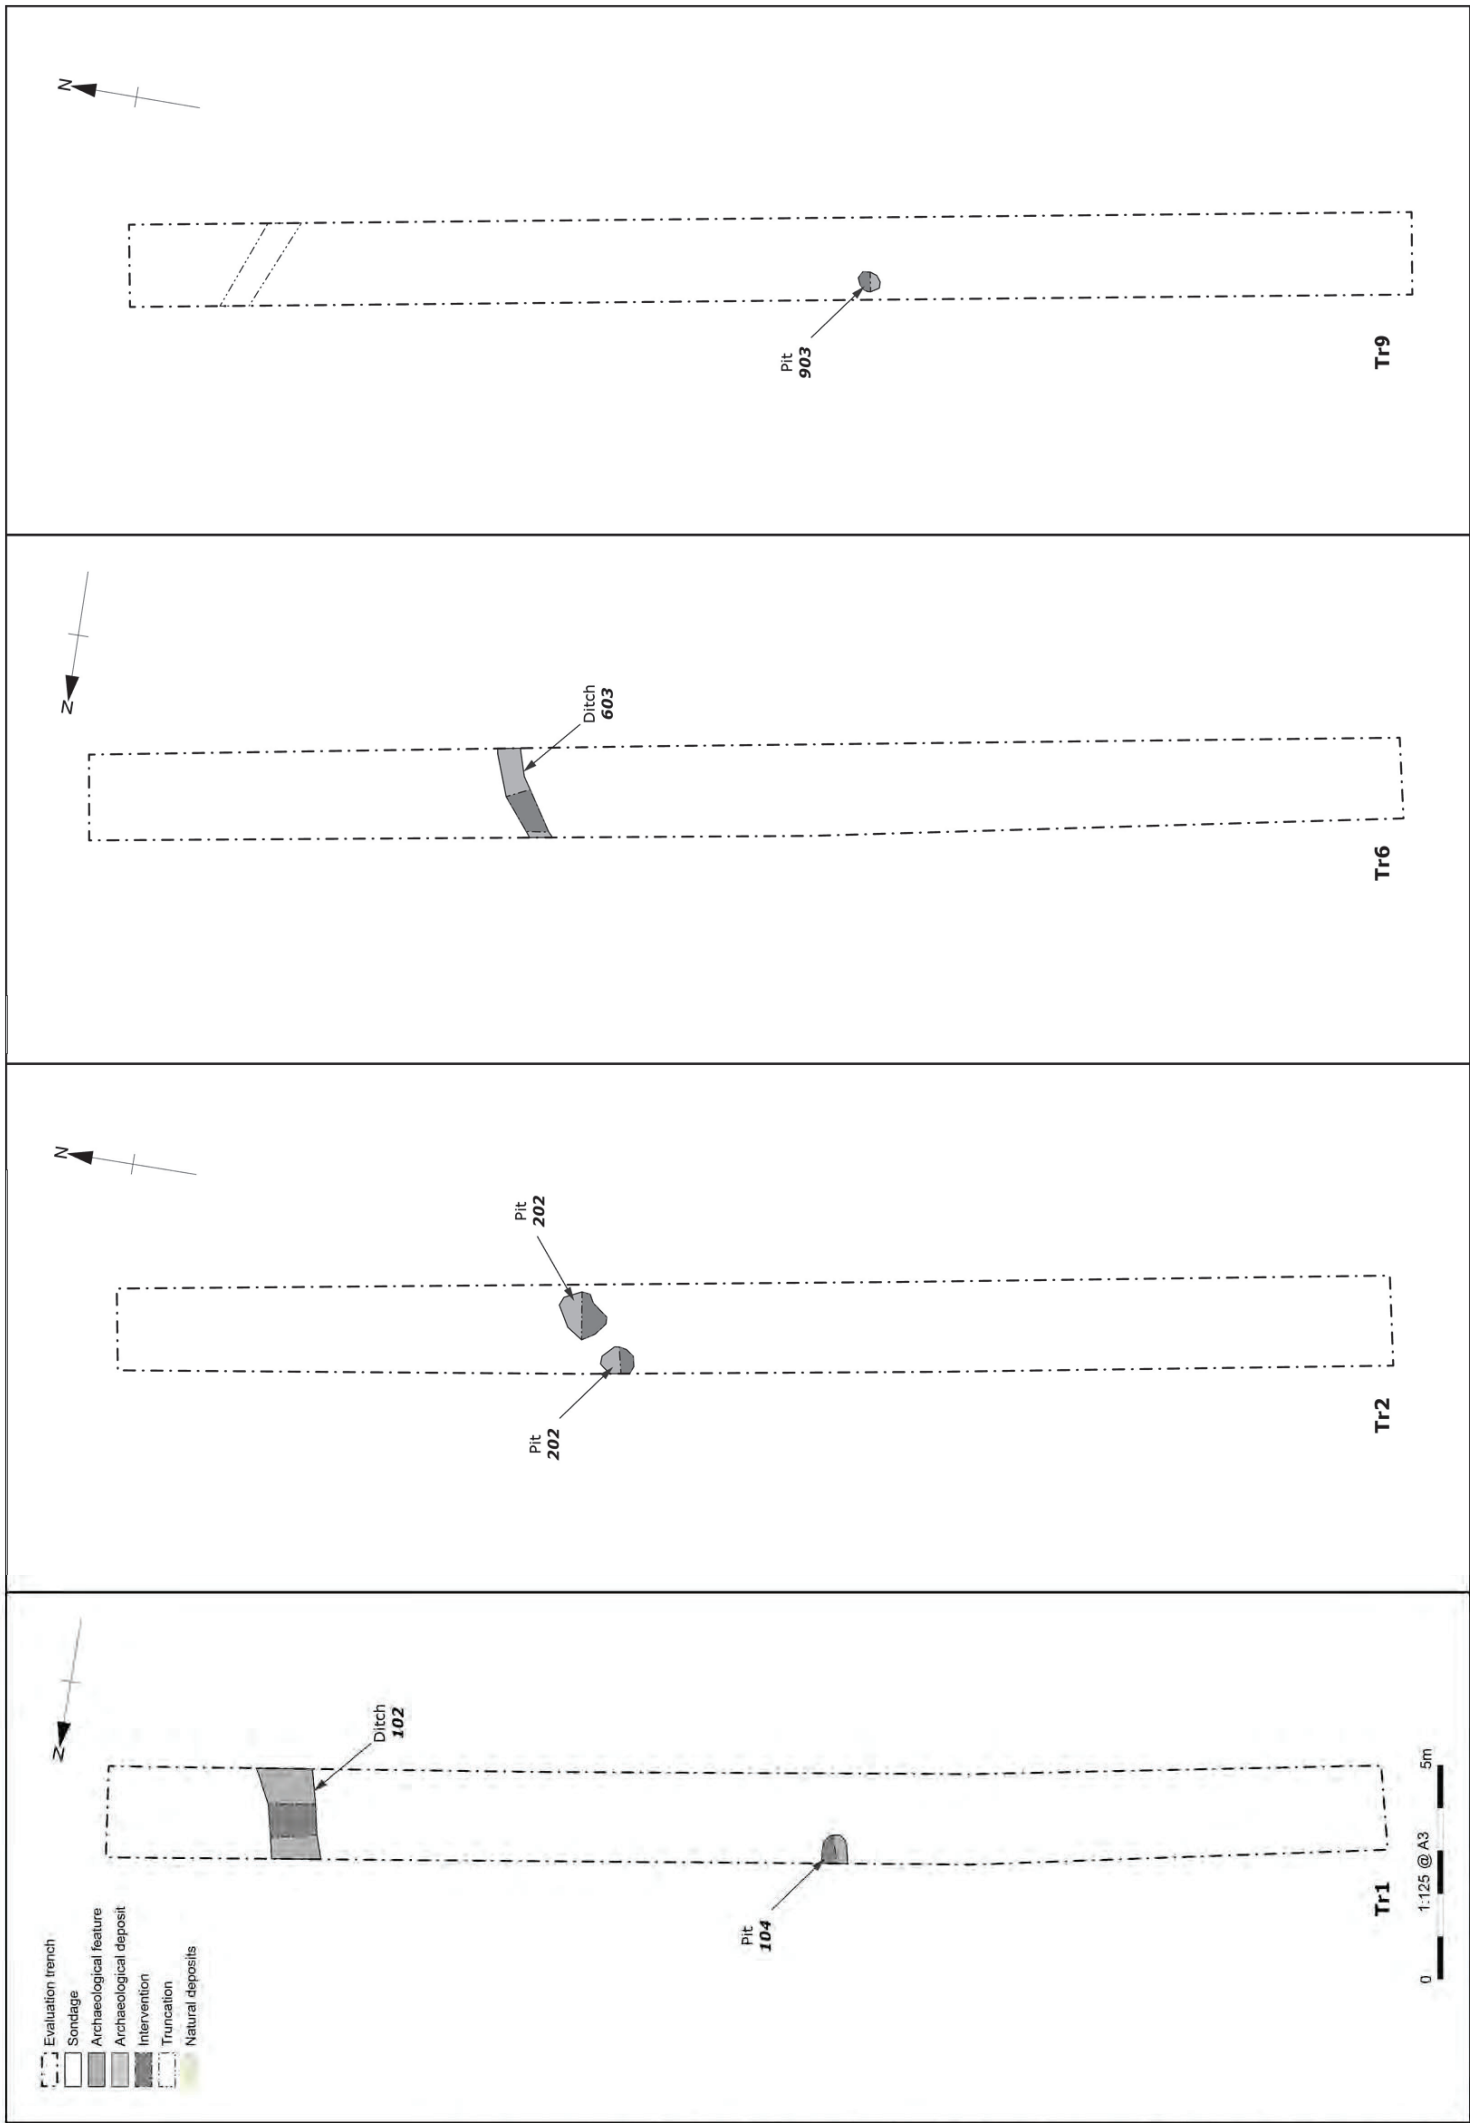 Evaluation trench
Sondage
Archaeological feature
Archaeological deposit
Intervention
Truncation
Natural deposits
N
Ditch
102
Pit
104
Tr1
0
1:125 @ A3
5m
N
Pit
202
Pit
202
Tr2
N
Ditch
603
Tr6
N
Pit
903
Tr9